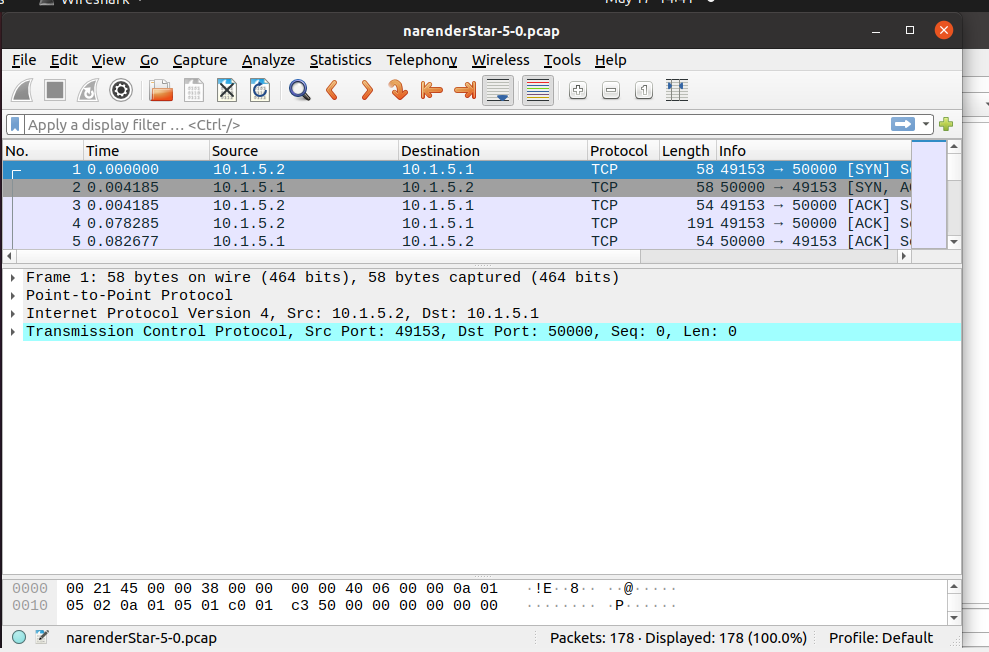 Wireshark
narenderStar-5-0.pcap
File Edit View Go Capture Analyze Statistics Telephony Wireless Tools Help
Apply a display filter … <Ctrl-/>
No. Time Source Destination Protocol Length Info
1 0.000000 10.1.5.2 10.1.5.1 TCP 58 49153 → 50000 [SYN] S
2 0.004185 10.1.5.1 10.1.5.2 TCP 58 50000 → 49153 [SYN, A
3 0.004185 10.1.5.2 10.1.5.1 TCP 54 49153 → 50000 [ACK] S
4 0.078285 10.1.5.2 10.1.5.1 TCP 191 49153 → 50000 [ACK] S
5 0.082677 10.1.5.1 10.1.5.2 TCP 54 50000 → 49153 [ACK] S
Frame 1: 58 bytes on wire (464 bits), 58 bytes captured (464 bits)
Point-to-Point Protocol
Internet Protocol Version 4, Src: 10.1.5.2, Dst: 10.1.5.1
Transmission Control Protocol, Src Port: 49153, Dst Port: 50000, Seq: 0, Len: 0
0000 00 21 45 00 00 38 00 00 00 00 40 06 00 00 0a 01 ·!E··8·· ··@·····
0010 05 02 0a 01 05 01 c0 01 c3 50 00 00 00 00 00 00 ········ ·P······
narenderStar-5-0.pcap Packets: 178 · Displayed: 178 (100.0%) Profile: Default